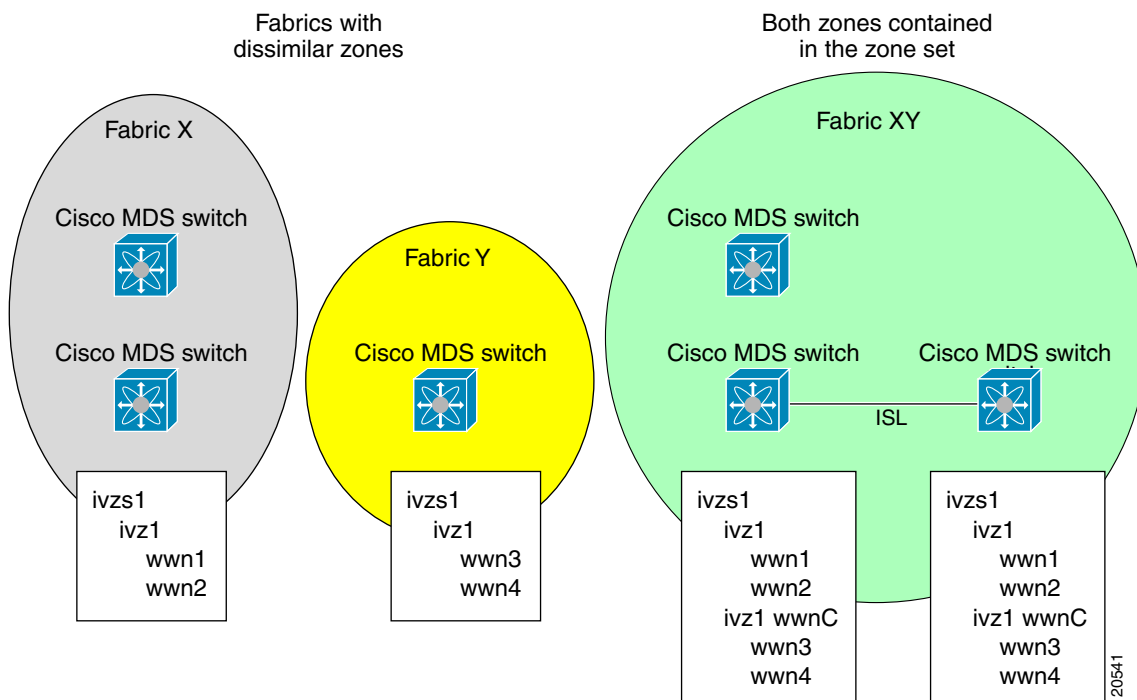 Fabrics with
dissimilar zones
Both zones contained
in the zone set
Fabric X
Cisco MDS switch
Cisco MDS switch
ivzs1
ivz1
wwn1
wwn2
Fabric Y
Cisco MDS switch
ivzs1
ivz1
wwn3
wwn4
Fabric XY
Cisco MDS switch
Cisco MDS switch
Cisco MDS switch
ISL
ivzs1
ivz1
wwn1
wwn2
ivz1 wwnC
wwn3
wwn4
ivzs1
ivz1
wwn1
wwn2
ivz1 wwnC
wwn3
wwn4
20541